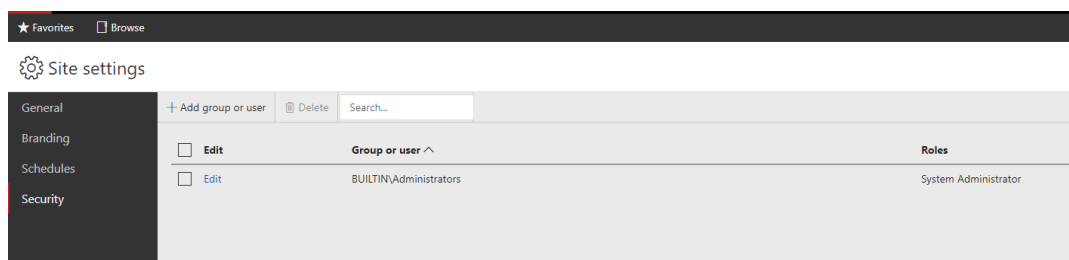 Favorites Browse
Site settings
General
Branding
Schedules
Security
+ Add group or user Delete Search...
Edit Group or user Roles
Edit BUILTIN\Administrators System Administrator